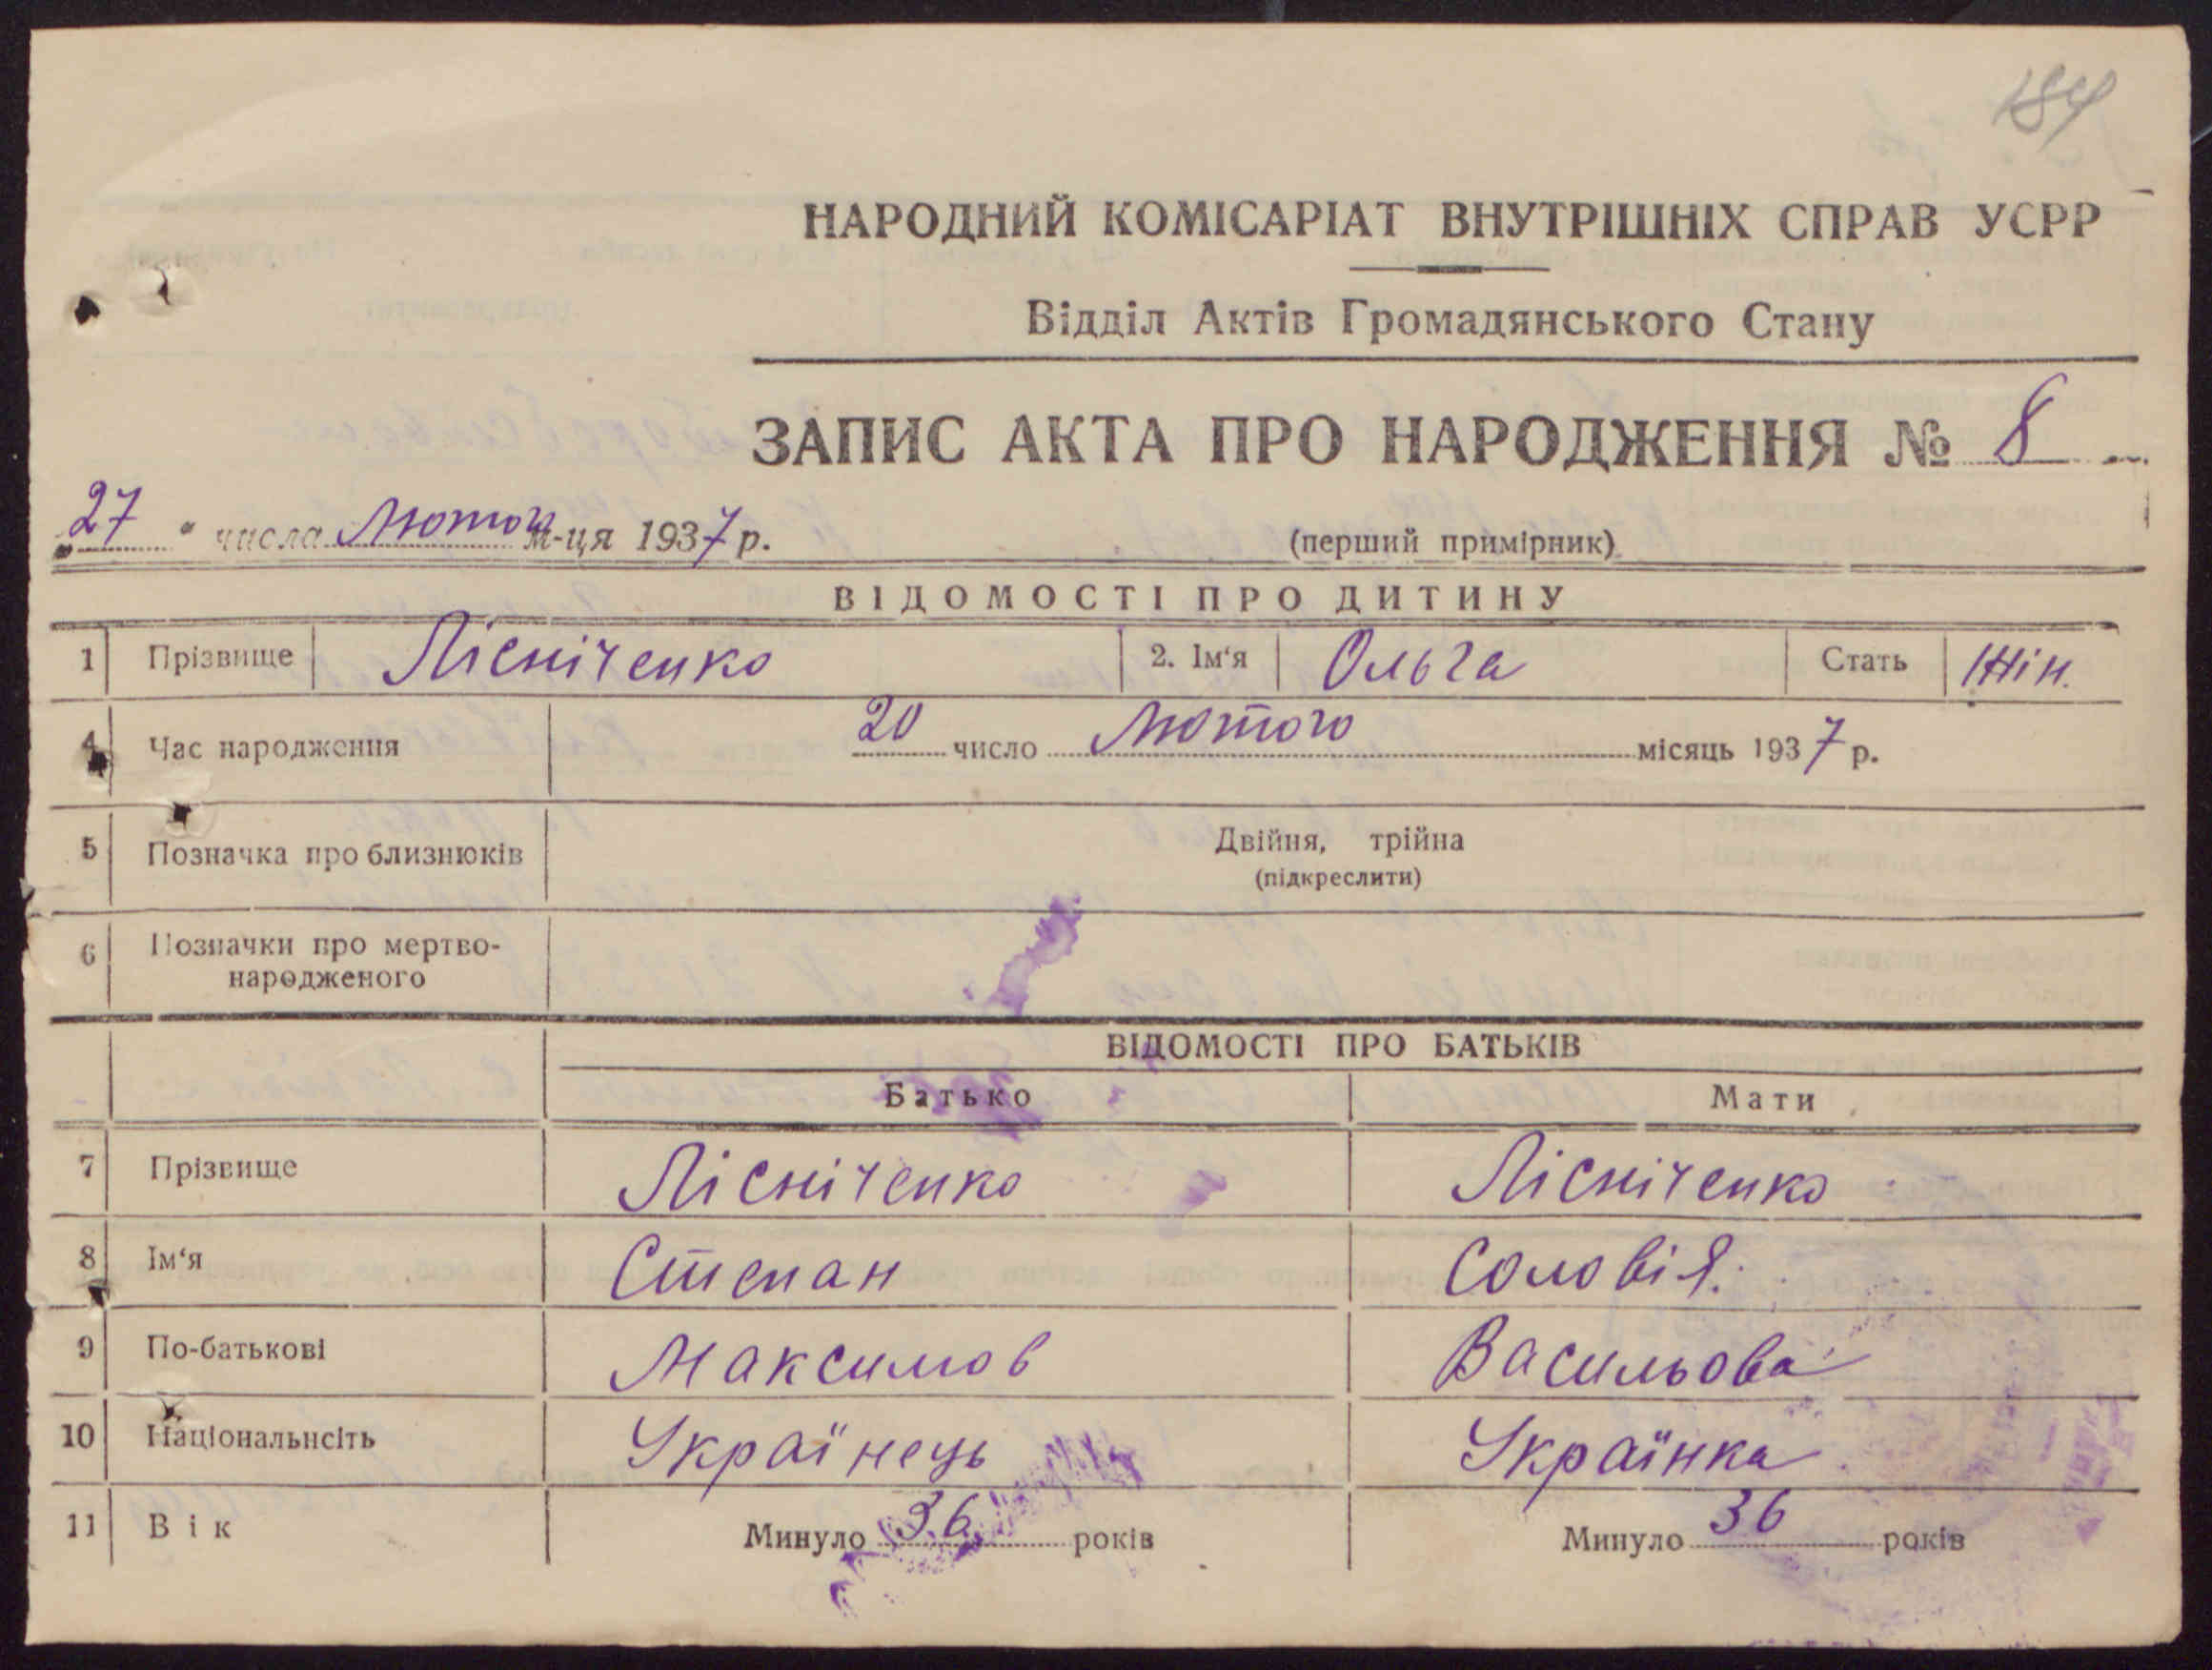 184
НАРОДНИЙ КОМІСАРІАТ ВНУТРІШНІХ СПРАВ УСРР
Відділ Актів Громадянського Стану
ЗАПИС АКТА ПРО НАРОДЖЕННЯ № 8
„27“ числа Лютого м-ця 1937 р. (перший примірник)
ВІДОМОСТІ ПРО ДИТИНУ
1 Прізвище Лісніченко 2. Ім‘я Ольга Стать Жін.
4 Час народження 20 число Лютого місяць 1937 р.
5 Позначка про близнюків Двійня, трійна
(підкреслити)
6 Позначки про мертво-
народженого
ВІДОМОСТІ ПРО БАТЬКІВ
Батько Мати
7 Прізвище Лісніченко Лісніченко
8 Ім‘я Степан Соловія.
9 По-батькові Максимов Васильова
10 Національнсіть Українець Українка
11 Вік Минуло 36 років Минуло 36 років